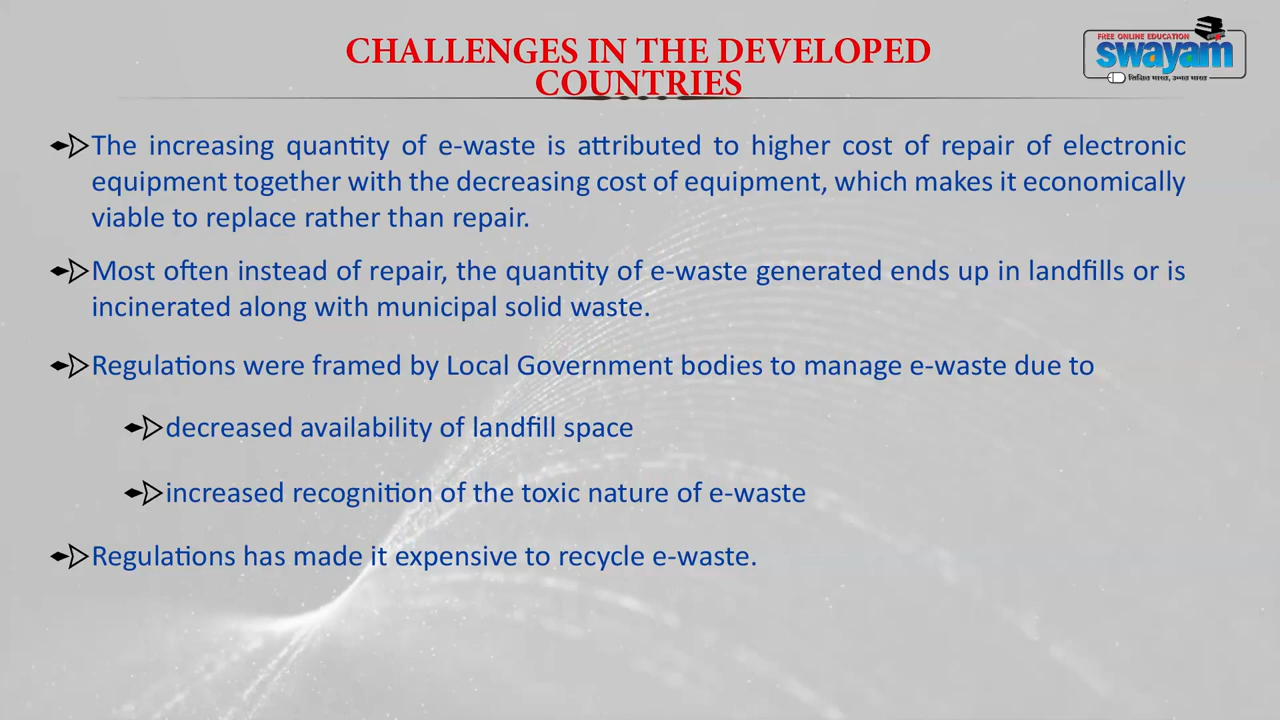 CHALLENGES IN THE DEVELOPED
COUNTRIES
FREE ONLINE EDUCATION
swayam
शिक्षित भारत, उन्नत भारत
The increasing quantity of e-waste is attributed to higher cost of repair of electronic
equipment together with the decreasing cost of equipment, which makes it economically
viable to replace rather than repair.
Most often instead of repair, the quantity of e-waste generated ends up in landfills or is
incinerated along with municipal solid waste.
Regulations were framed by Local Government bodies to manage e-waste due to
decreased availability of landfill space
increased recognition of the toxic nature of e-waste
Regulations has made it expensive to recycle e-waste.